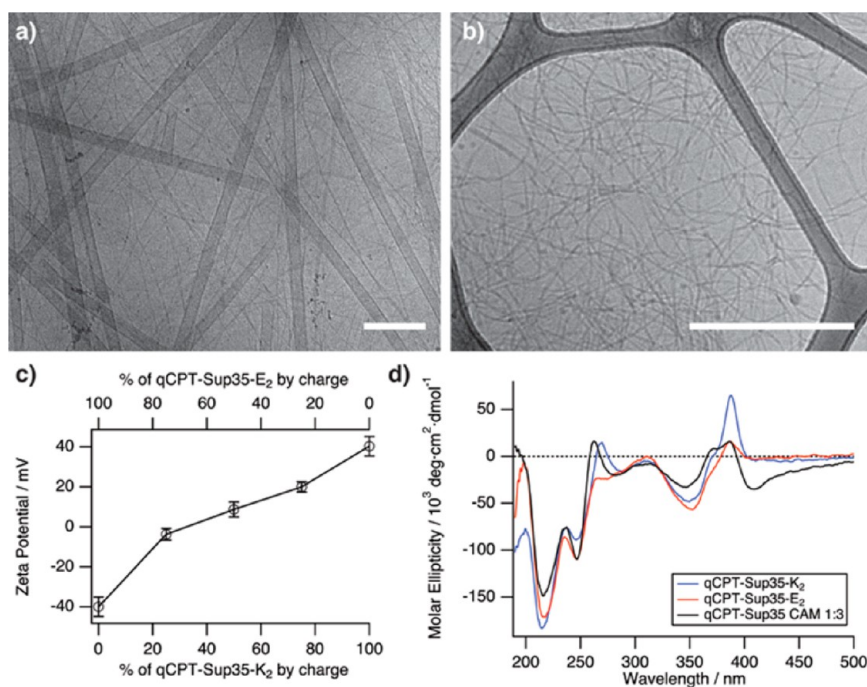 a)
b)
c)
% of qCPT-Sup35-E₂ by charge
100 80 60 40 20 0
Zeta Potential / mV
40
20
0
-20
-40
0 20 40 60 80 100
% of qCPT-Sup35-K₂ by charge
d)
Molar Ellipticity / 10³ deg·cm²·dmol⁻¹
50
0
-50
-100
-150
qCPT-Sup35-K₂
qCPT-Sup35-E₂
qCPT-Sup35 CAM 1:3
200 250 300 350 400 450 500
Wavelength / nm